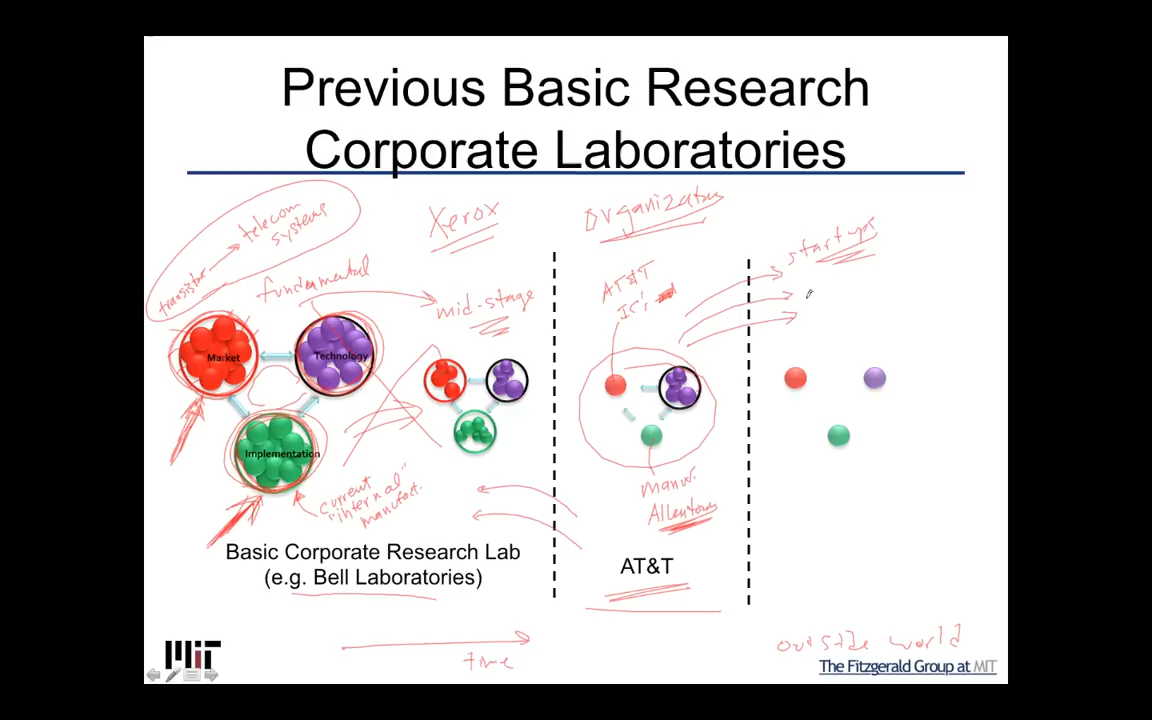 Previous Basic Research
Corporate Laboratories
transistor
telecom
systems
Xerox
organization
startups
fundamental
mid-stage
AT&T
IC's
Market
Technology
Implementation
current
"internal"
manufact.
manuf.
Allentown
Basic Corporate Research Lab
(e.g. Bell Laboratories)
AT&T
time
outside world
MIT
The Fitzgerald Group at MIT